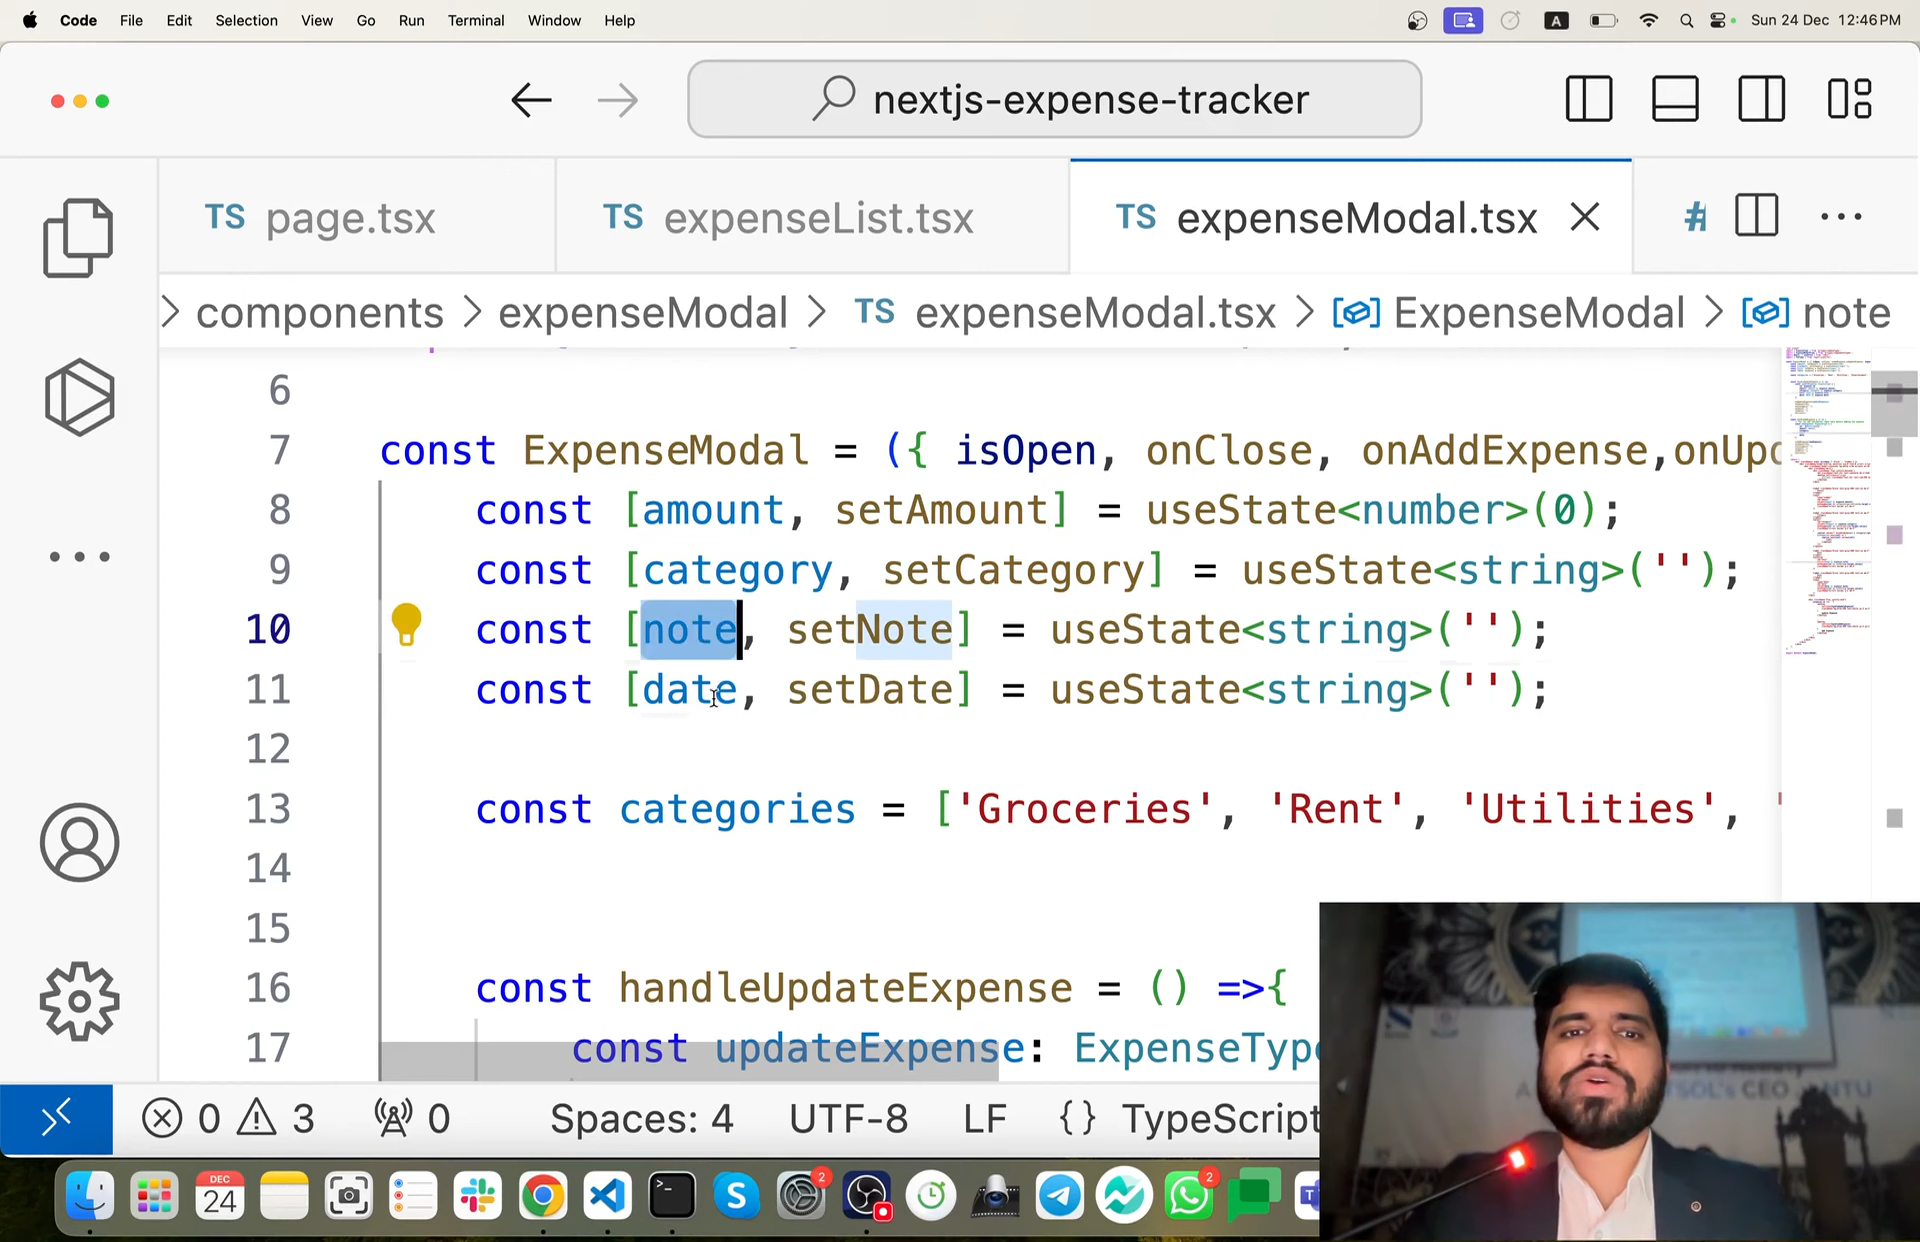 Code File Edit Selection View Go Run Terminal Window Help A Sun 24 Dec 12:46 PM
nextjs-expense-tracker
TS page.tsx TS expenseList.tsx TS expenseModal.tsx #
components expenseModal TS expenseModal.tsx ExpenseModal note
6
7 const ExpenseModal = ({ isOpen, onClose, onAddExpense,onUpd
8 const [amount, setAmount] = useState<number>(0);
9 const [category, setCategory] = useState<string>('');
10 const [note, setNote] = useState<string>('');
11 const [date, setDate] = useState<string>('');
12
13 const categories = ['Groceries', 'Rent', 'Utilities', '
14
15
16 const handleUpdateExpense = () =>{
17 const updateExpense: ExpenseType
0 3 0 Spaces: 4 UTF-8 LF {} TypeScript
DEC
24
2
2